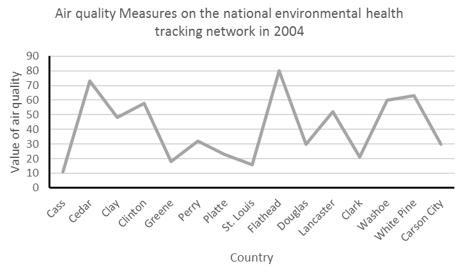 Air quality Measures on the national environmental health
tracking network in 2004
Value of air quality
90
80
70
60
50
40
30
20
10
0
Cass
Cedar
Clay
Clinton
Greene
Perry
Platte
St. Louis
Flathead
Douglas
Lancaster
Clark
Washoe
White Pine
Carson City
Country